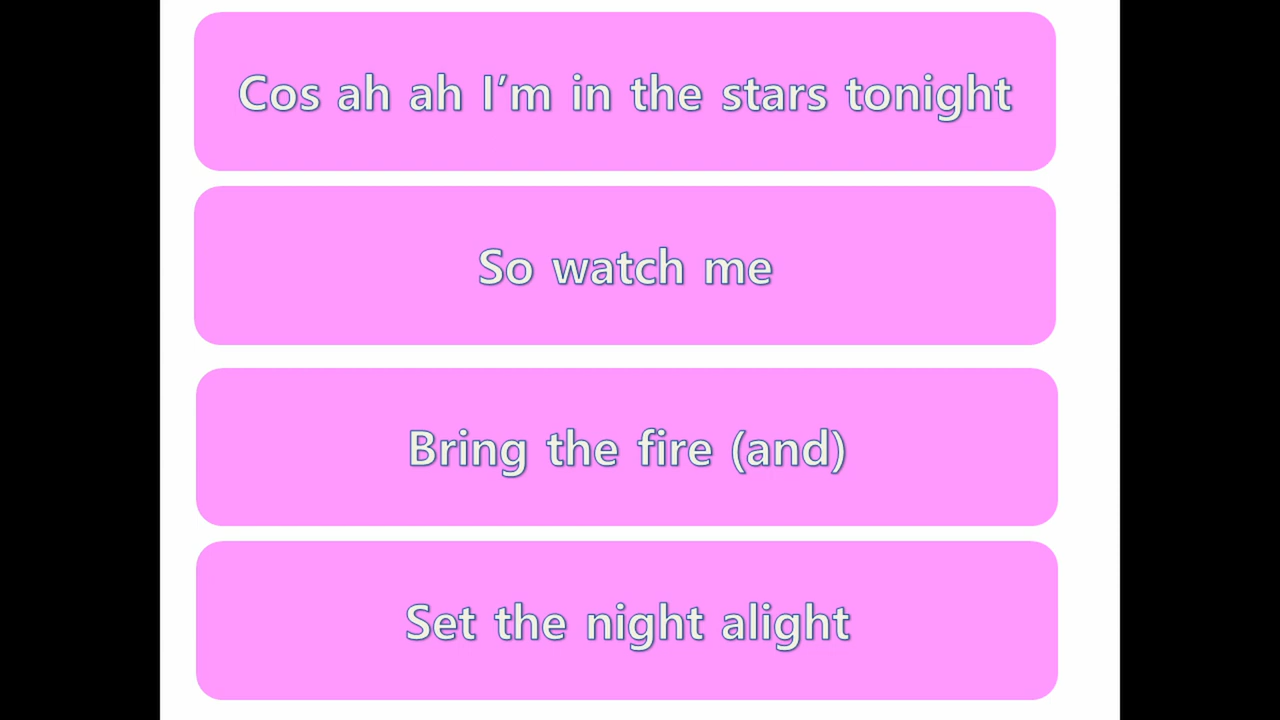 Cos ah ah I’m in the stars tonight
So watch me
Bring the fire (and)
Set the night alight